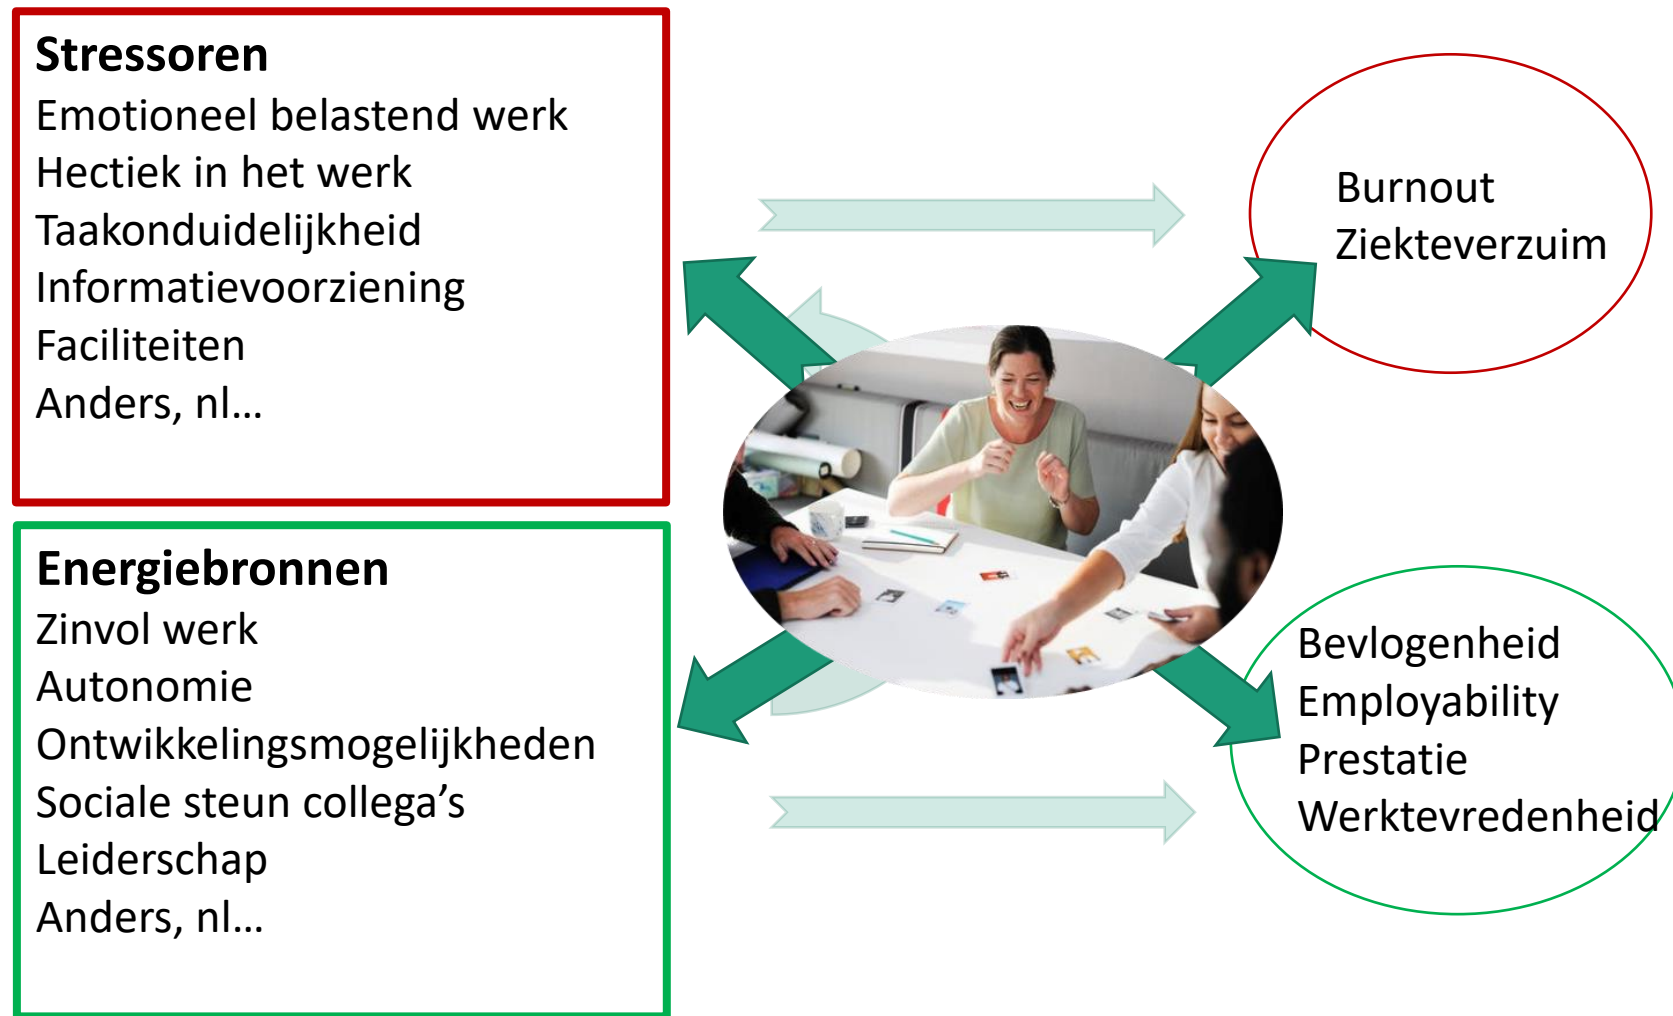 Stressoren
Emotioneel belastend werk
Hectiek in het werk
Taakonduidelijkheid
Informatievoorziening
Faciliteiten
Anders, nl…
Burnout
Ziekteverzuim
Energiebronnen
Zinvol werk
Autonomie
Ontwikkelingsmogelijkheden
Sociale steun collega’s
Leiderschap
Anders, nl…
Bevlogenheid
Employability
Prestatie
Werktevredenheid